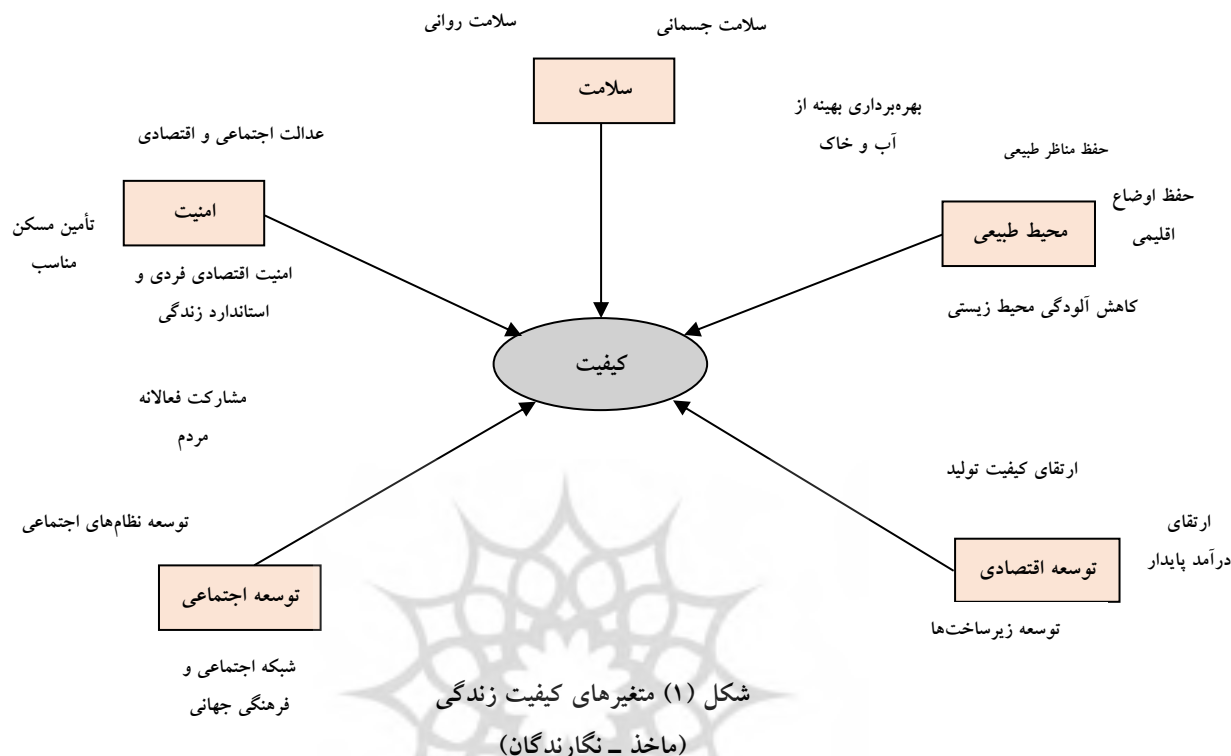 سلامت روانی
سلامت جسمانی
سلامت
بهره‌برداری بهینه از
آب و خاک
حفظ مناظر طبیعی
حفظ اوضاع
اقلیمی
محیط طبیعی
کاهش آلودگی محیط زیستی
عدالت اجتماعی و اقتصادی
امنیت
تأمین مسکن
مناسب
امنیت اقتصادی فردی و
استاندارد زندگی
کیفیت
مشارکت فعالانه
مردم
توسعه نظام‌های اجتماعی
توسعه اجتماعی
شبکه اجتماعی و
فرهنگی جهانی
ارتقای کیفیت تولید
ارتقای
درآمد پایدار
توسعه اقتصادی
توسعه زیرساخت‌ها
شکل (۱) متغیرهای کیفیت زندگی
(ماخذ ــ نگارندگان)